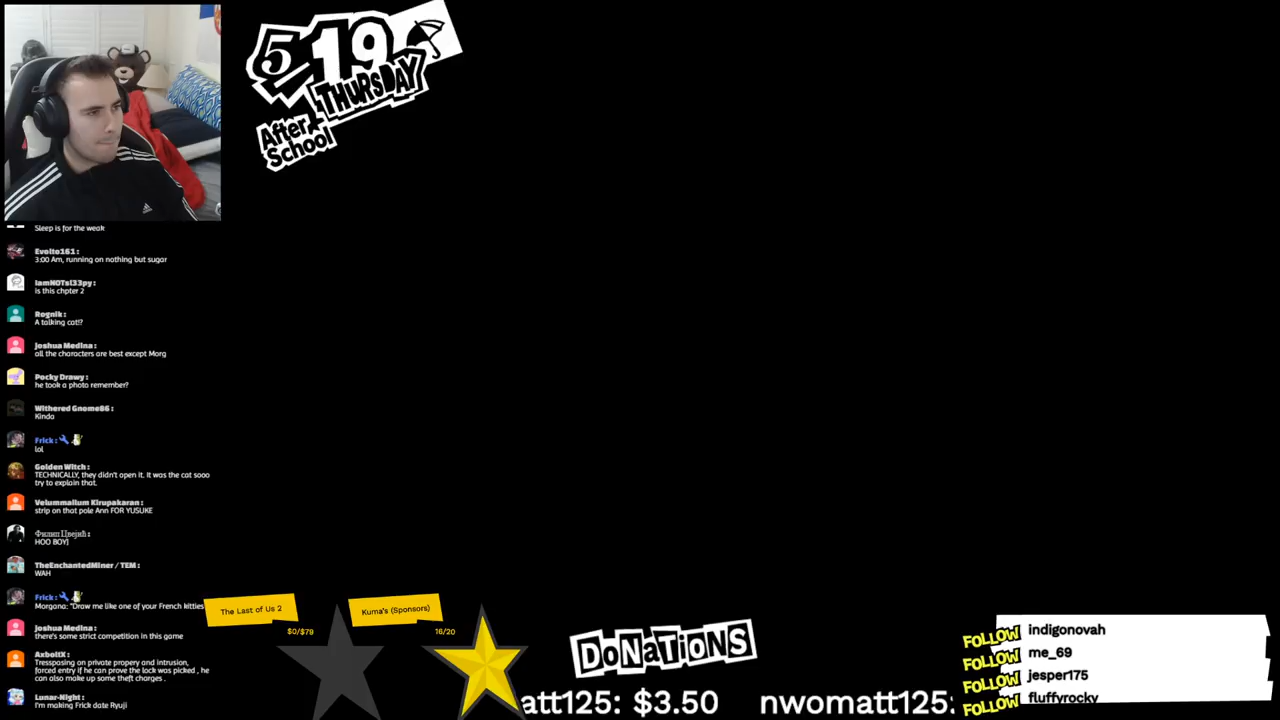 5/19
THURSDAY
After
School
Sleep is for the weak
Evolto161 :
3:00 Am, running on nothing but sugar
IamNOTsl33py :
is this chpter 2
Rognik :
A talking cat!?
Joshua Medina :
all the characters are best except Morg
Pocky Drawy :
he took a photo remember?
Withered Gnome86 :
Kinda
Frick :
lol
Golden Witch :
TECHNICALLY, they didn't open it. It was the cat sooo
try to explain that.
Velummailum Kirupakaran :
strip on that pole Ann FOR YUSUKE
Филип Цвејић :
HOO BOY]
TheEnchantedMiner / TEM :
WAH
Frick :
Morgana: "Draw me like one of your French kitties
Joshua Medina :
there's some strict competition in this game
AxboltX :
Tresspasing on private propery and intrusion,
forced entry if he can prove the lock was picked , he
can also make up some theft charges .
Lunar-Night :
I'm making Frick date Ryuji
The Last of Us 2
$0/$79
Kuma's (Sponsors)
16/20
DoNaTioNS
att125: $3.50 nwomatt125:
FOLLOW indigonovah
FOLLOW me_69
FOLLOW jesper175
FOLLOW fluffyrocky